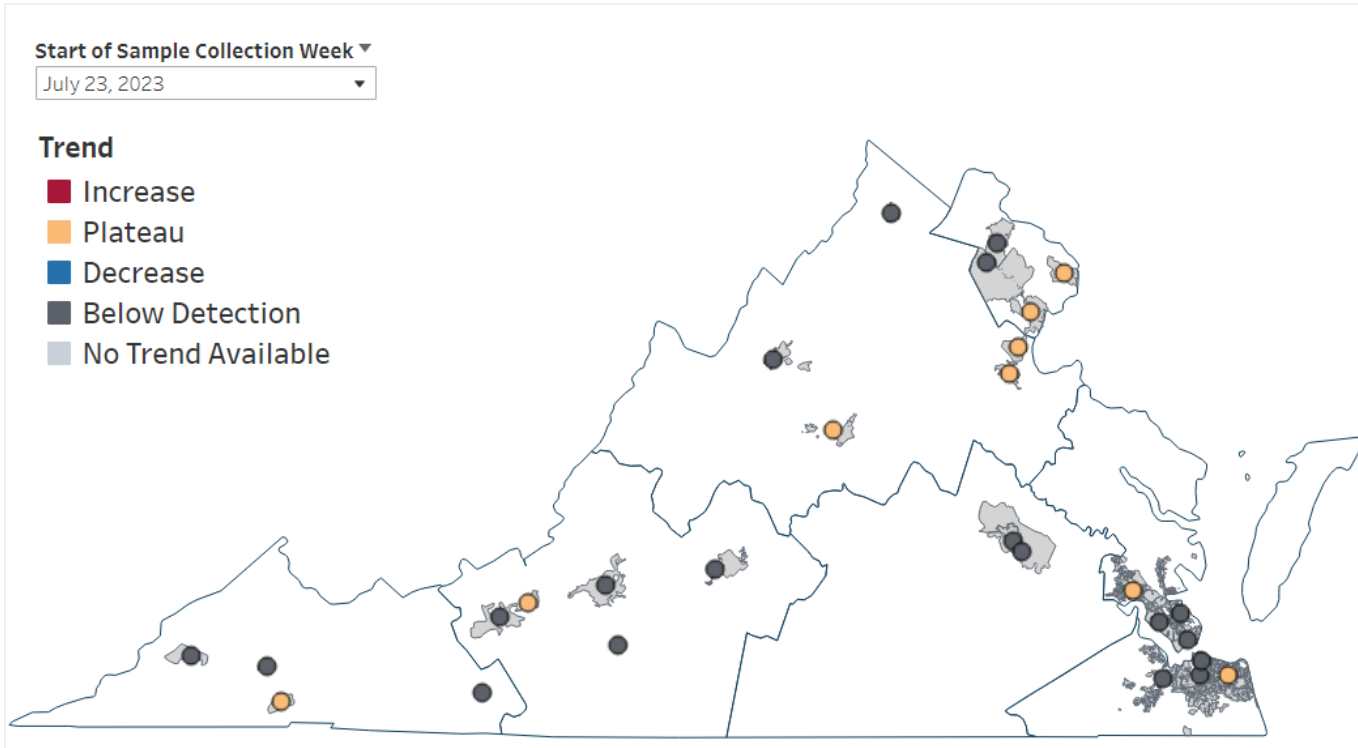 Start of Sample Collection Week
July 23, 2023
Trend
Increase
Plateau
Decrease
Below Detection
No Trend Available